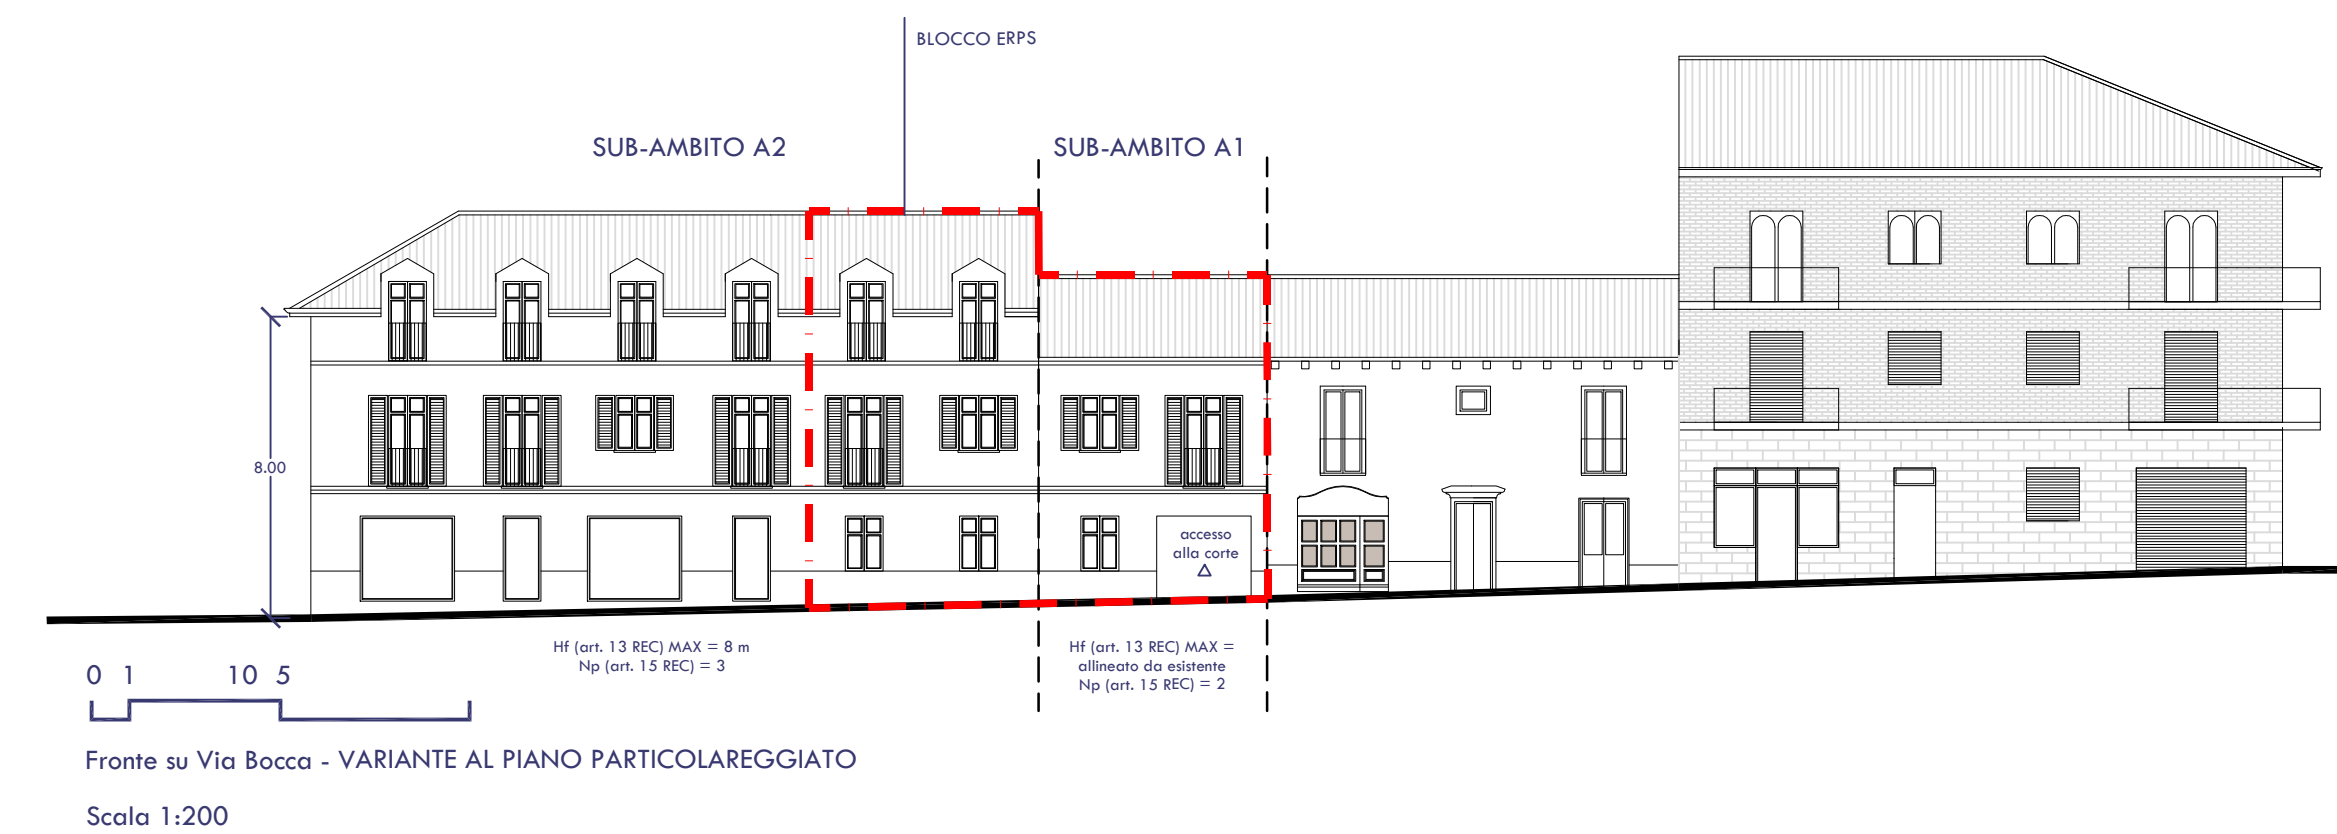 BLOCCO ERPS
SUB-AMBITO A2
SUB-AMBITO A1
8.00
accesso
alla corte
Hf (art. 13 REC) MAX = 8 m
Np (art. 15 REC) = 3
Hf (art. 13 REC) MAX =
allineato da esistente
Np (art. 15 REC) = 2
0 1 10 5
Fronte su Via Bocca - VARIANTE AL PIANO PARTICOLAREGGIATO
Scala 1:200